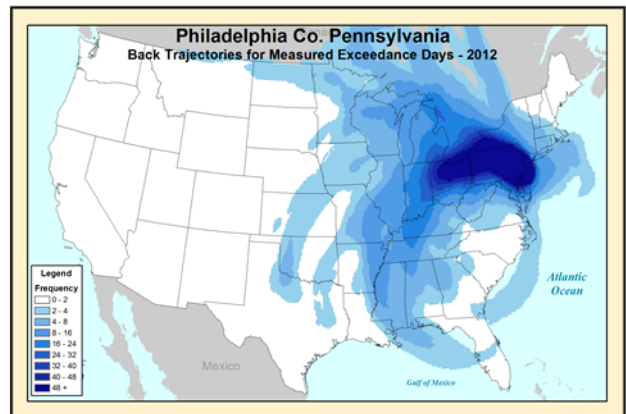 Philadelphia Co. Pennsylvania
Back Trajectories for Measured Exceedance Days - 2012
Legend
Frequency
0 - 2
2 - 4
4 - 8
8 - 16
16 - 24
24 - 32
32 - 40
40 - 48
48 +
Atlantic
Ocean
Mexico
Gulf of Mexico